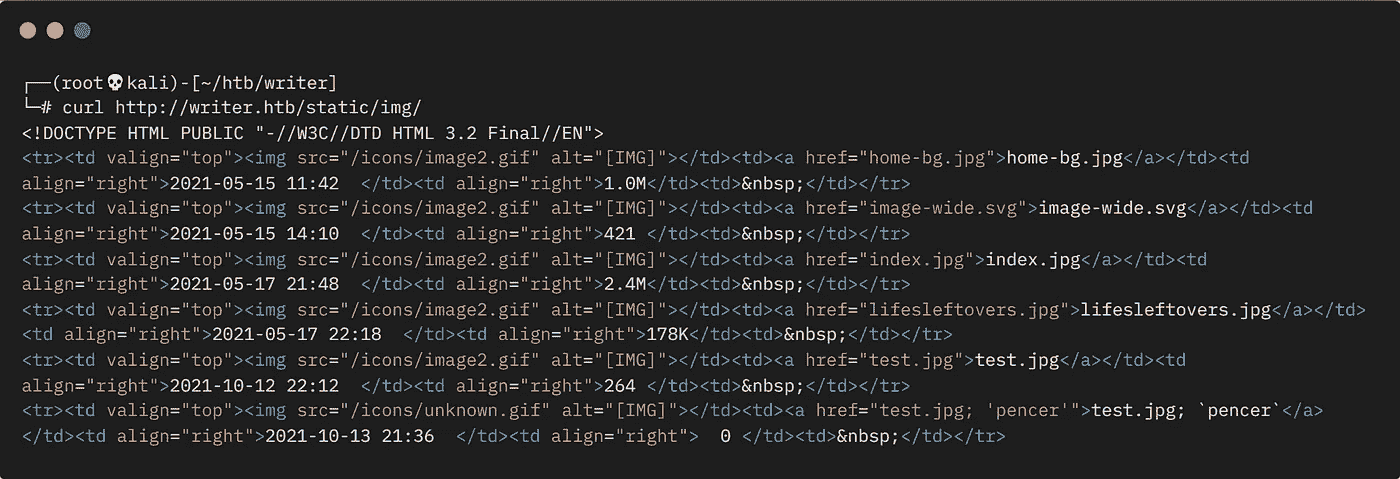 ┌──(root💀kali)-[~/htb/writer]
└─# curl http://writer.htb/static/img/
<!DOCTYPE HTML PUBLIC "-//W3C//DTD HTML 3.2 Final//EN">
<tr><td valign="top"><img src="/icons/image2.gif" alt="[IMG]"></td><td><a href="home-bg.jpg">home-bg.jpg</a></td><td
align="right">2021-05-15 11:42  </td><td align="right">1.0M</td><td>&nbsp;</td></tr>
<tr><td valign="top"><img src="/icons/image2.gif" alt="[IMG]"></td><td><a href="image-wide.svg">image-wide.svg</a></td><td
align="right">2021-05-15 14:10  </td><td align="right">421 </td><td>&nbsp;</td></tr>
<tr><td valign="top"><img src="/icons/image2.gif" alt="[IMG]"></td><td><a href="index.jpg">index.jpg</a></td><td
align="right">2021-05-17 21:48  </td><td align="right">2.4M</td><td>&nbsp;</td></tr>
<tr><td valign="top"><img src="/icons/image2.gif" alt="[IMG]"></td><td><a href="lifesleftovers.jpg">lifesleftovers.jpg</a></td>
<td align="right">2021-05-17 22:18  </td><td align="right">178K</td><td>&nbsp;</td></tr>
<tr><td valign="top"><img src="/icons/image2.gif" alt="[IMG]"></td><td><a href="test.jpg">test.jpg</a></td><td
align="right">2021-10-12 22:12  </td><td align="right">264 </td><td>&nbsp;</td></tr>
<tr><td valign="top"><img src="/icons/unknown.gif" alt="[IMG]"></td><td><a href="test.jpg; 'pencer'">test.jpg; `pencer`</a>
</td><td align="right">2021-10-13 21:36  </td><td align="right">  0 </td><td>&nbsp;</td></tr>